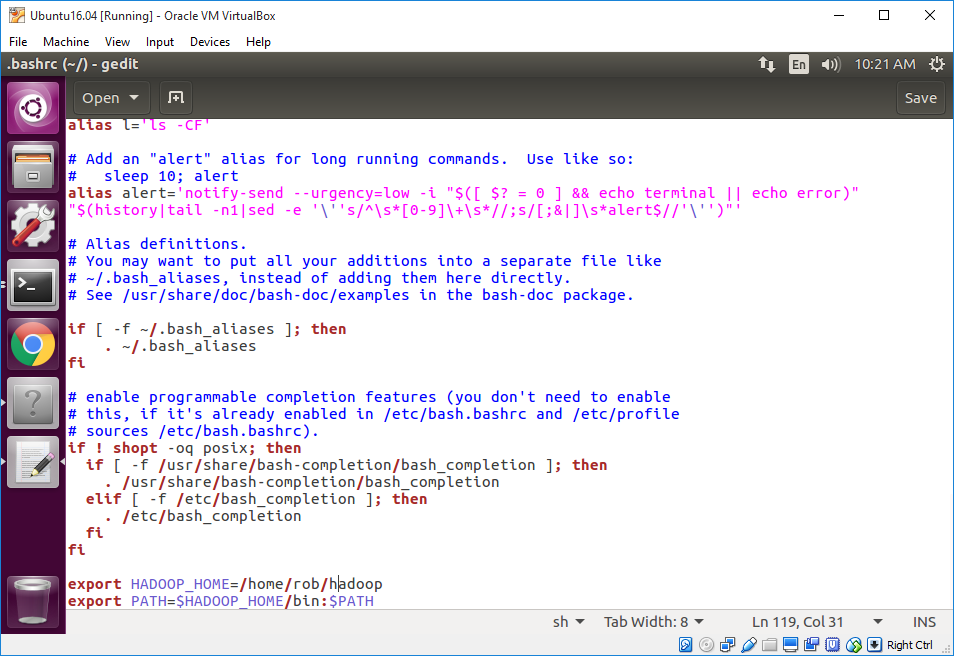 Ubuntu16.04 [Running] - Oracle VM VirtualBox
File Machine View Input Devices Help
.bashrc (~/) - gedit
En
10:21 AM
Open
Save
alias l='ls -CF'
# Add an "alert" alias for long running commands.  Use like so:
#   sleep 10; alert
alias alert='notify-send --urgency=low -i "$([ $? = 0 ] && echo terminal || echo error)"
"$(history|tail -n1|sed -e '\''s/^\s*[0-9]\+\s*//;s/[;&|]\s*alert$//'\'')"'
# Alias definitions.
# You may want to put all your additions into a separate file like
# ~/.bash_aliases, instead of adding them here directly.
# See /usr/share/doc/bash-doc/examples in the bash-doc package.
if [ -f ~/.bash_aliases ]; then
    . ~/.bash_aliases
fi
# enable programmable completion features (you don't need to enable
# this, if it's already enabled in /etc/bash.bashrc and /etc/profile
# sources /etc/bash.bashrc).
if ! shopt -oq posix; then
  if [ -f /usr/share/bash-completion/bash_completion ]; then
    . /usr/share/bash-completion/bash_completion
  elif [ -f /etc/bash_completion ]; then
    . /etc/bash_completion
  fi
fi
export HADOOP_HOME=/home/rob/hadoop
export PATH=$HADOOP_HOME/bin:$PATH
sh
Tab Width: 8
Ln 119, Col 31
INS
Right Ctrl